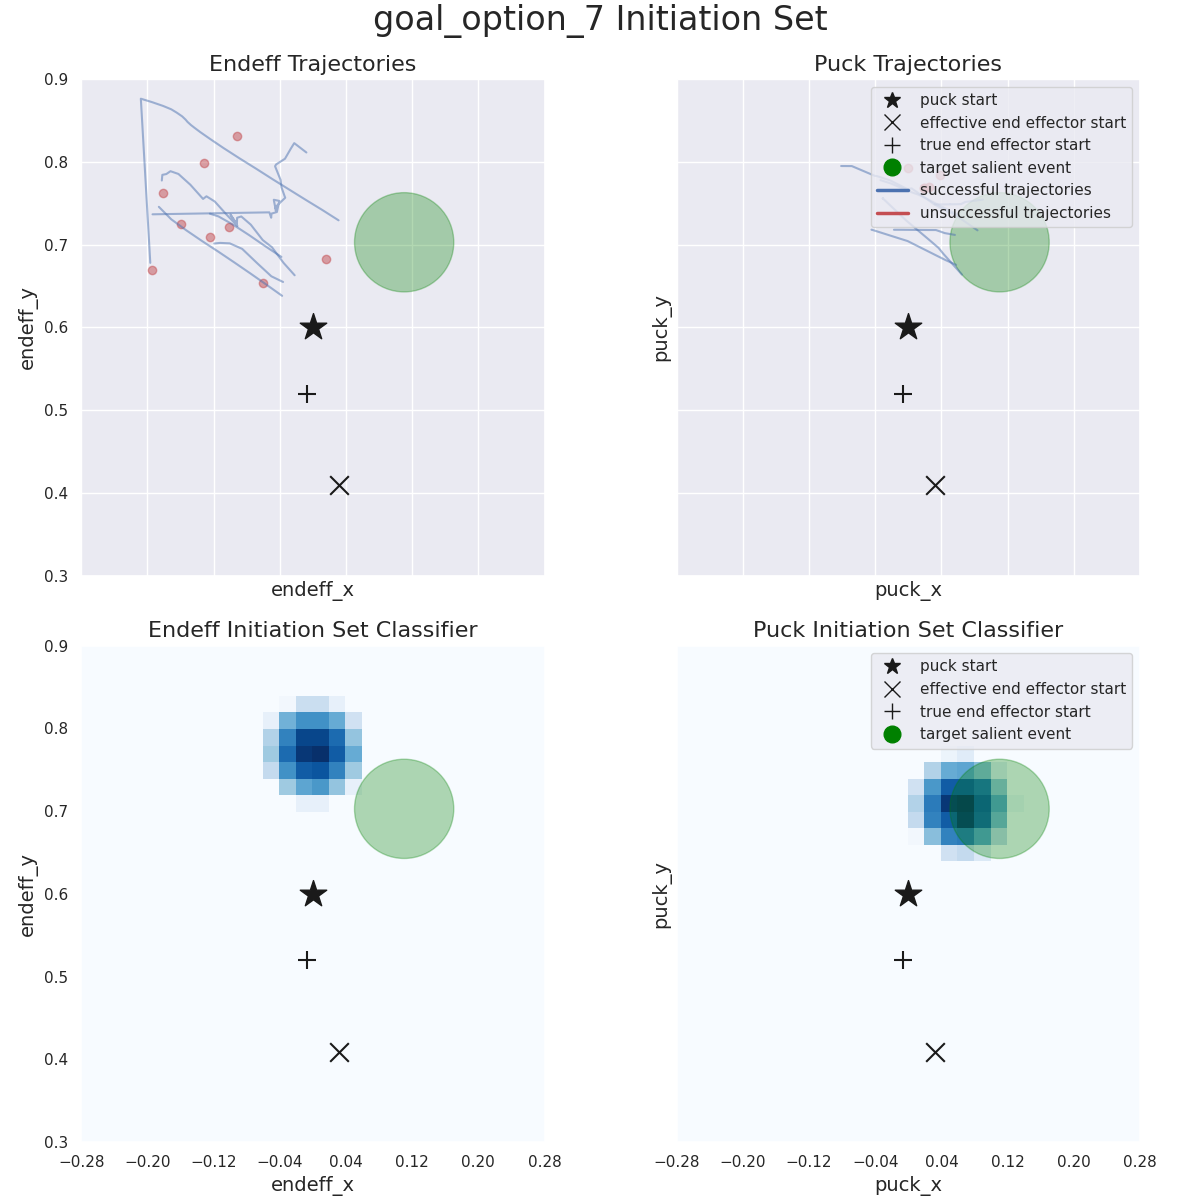 goal_option_7 Initiation Set
Endeff Trajectories
Puck Trajectories
0.9
0.8
0.7
0.6
0.5
0.4
0.3
endeff_y
endeff_x
puck start
effective end effector start
true end effector start
target salient event
successful trajectories
unsuccessful trajectories
puck_y
puck_x
Endeff Initiation Set Classifier
Puck Initiation Set Classifier
0.9
0.8
0.7
0.6
0.5
0.4
0.3
endeff_y
−0.28 −0.20 −0.12 −0.04 0.04 0.12 0.20 0.28
endeff_x
puck start
effective end effector start
true end effector start
target salient event
puck_y
−0.28 −0.20 −0.12 −0.04 0.04 0.12 0.20 0.28
puck_x